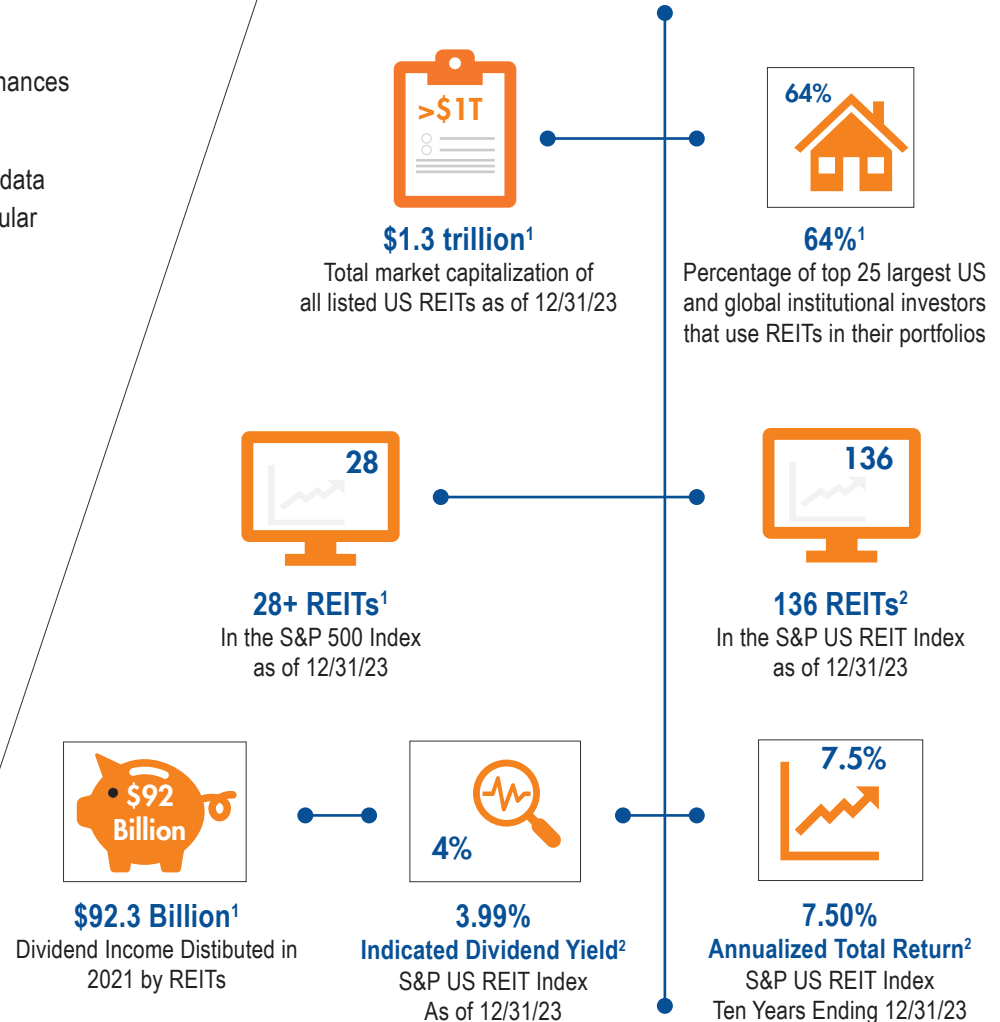 data
>$1T
$1.3 trillion¹
Total market capitalization of
all listed US REITs as of 12/31/23
64%
64%¹
Percentage of top 25 largest US
and global institutional investors
that use REITs in their portfolios
28
28+ REITs¹
In the S&P 500 Index
as of 12/31/23
136
136 REITs²
In the S&P US REIT Index
as of 12/31/23
$92
Billion
$92.3 Billion¹
Dividend Income Distibuted in
2021 by REITs
4%
3.99%
Indicated Dividend Yield²
S&P US REIT Index
As of 12/31/23
7.5%
7.50%
Annualized Total Return²
S&P US REIT Index
Ten Years Ending 12/31/23